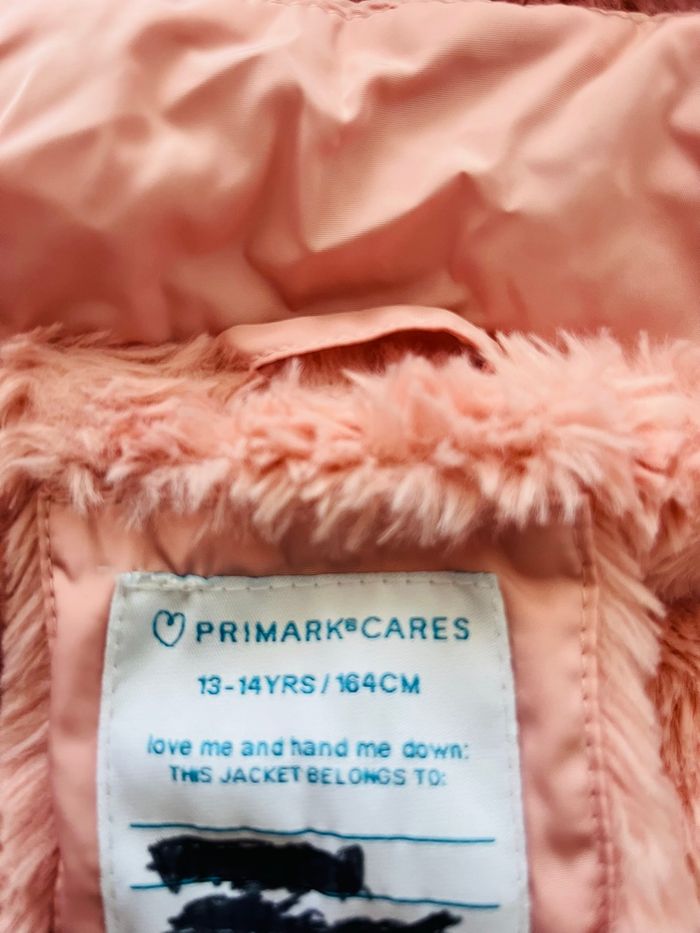 PRIMARK®CARES
13-14YRS/164CM
love me and hand me down:
THIS JACKET BELONGS TO: